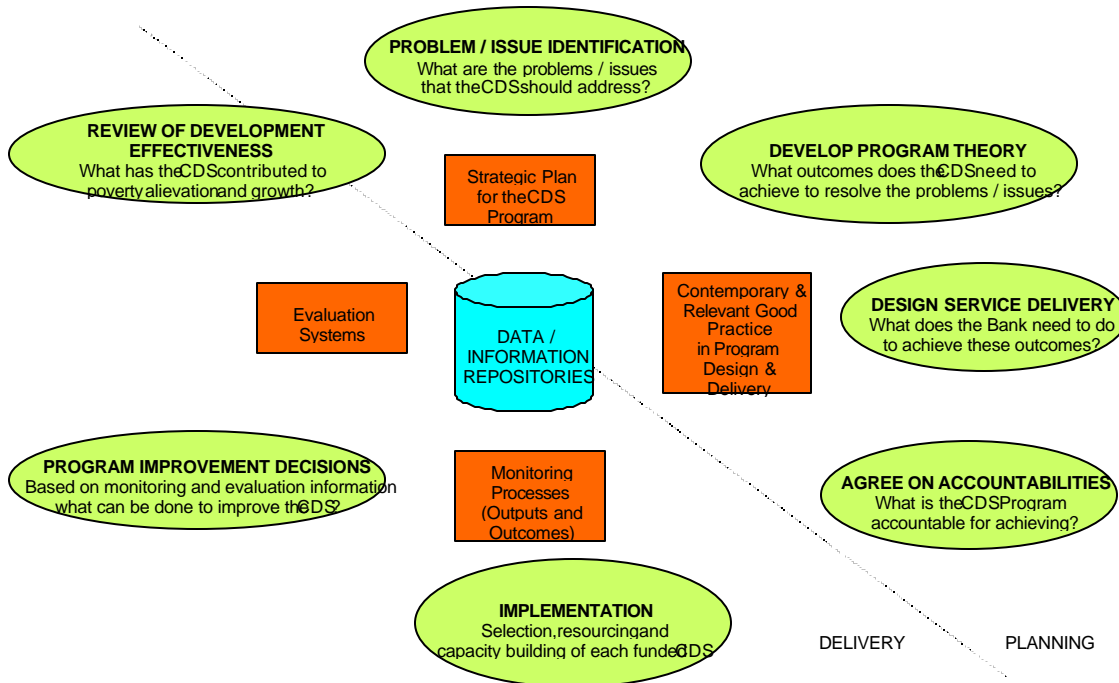 PROBLEM / ISSUE IDENTIFICATION
What are the problems / issues
that the CDS should address?
REVIEW OF DEVELOPMENT
EFFECTIVENESS
What has the CDS contributed to
poverty alievation and growth?
DEVELOP PROGRAM THEORY
What outcomes does the CDS need to
achieve to resolve the problems / issues?
Strategic Plan
for the CDS
Program
Evaluation
Systems
DATA /
INFORMATION
REPOSITORIES
Contemporary &
Relevant Good
Practice
in Program
Design &
Delivery
DESIGN SERVICE DELIVERY
What does the Bank need to do
to achieve these outcomes?
PROGRAM IMPROVEMENT DECISIONS
Based on monitoring and evaluation information
what can be done to improve the CDS?
Monitoring
Processes
(Outputs and
Outcomes)
AGREE ON ACCOUNTABILITIES
What is the CDS Program
accountable for achieving?
IMPLEMENTATION
Selection, resourcing and
capacity building of each funded CDS
DELIVERY
PLANNING